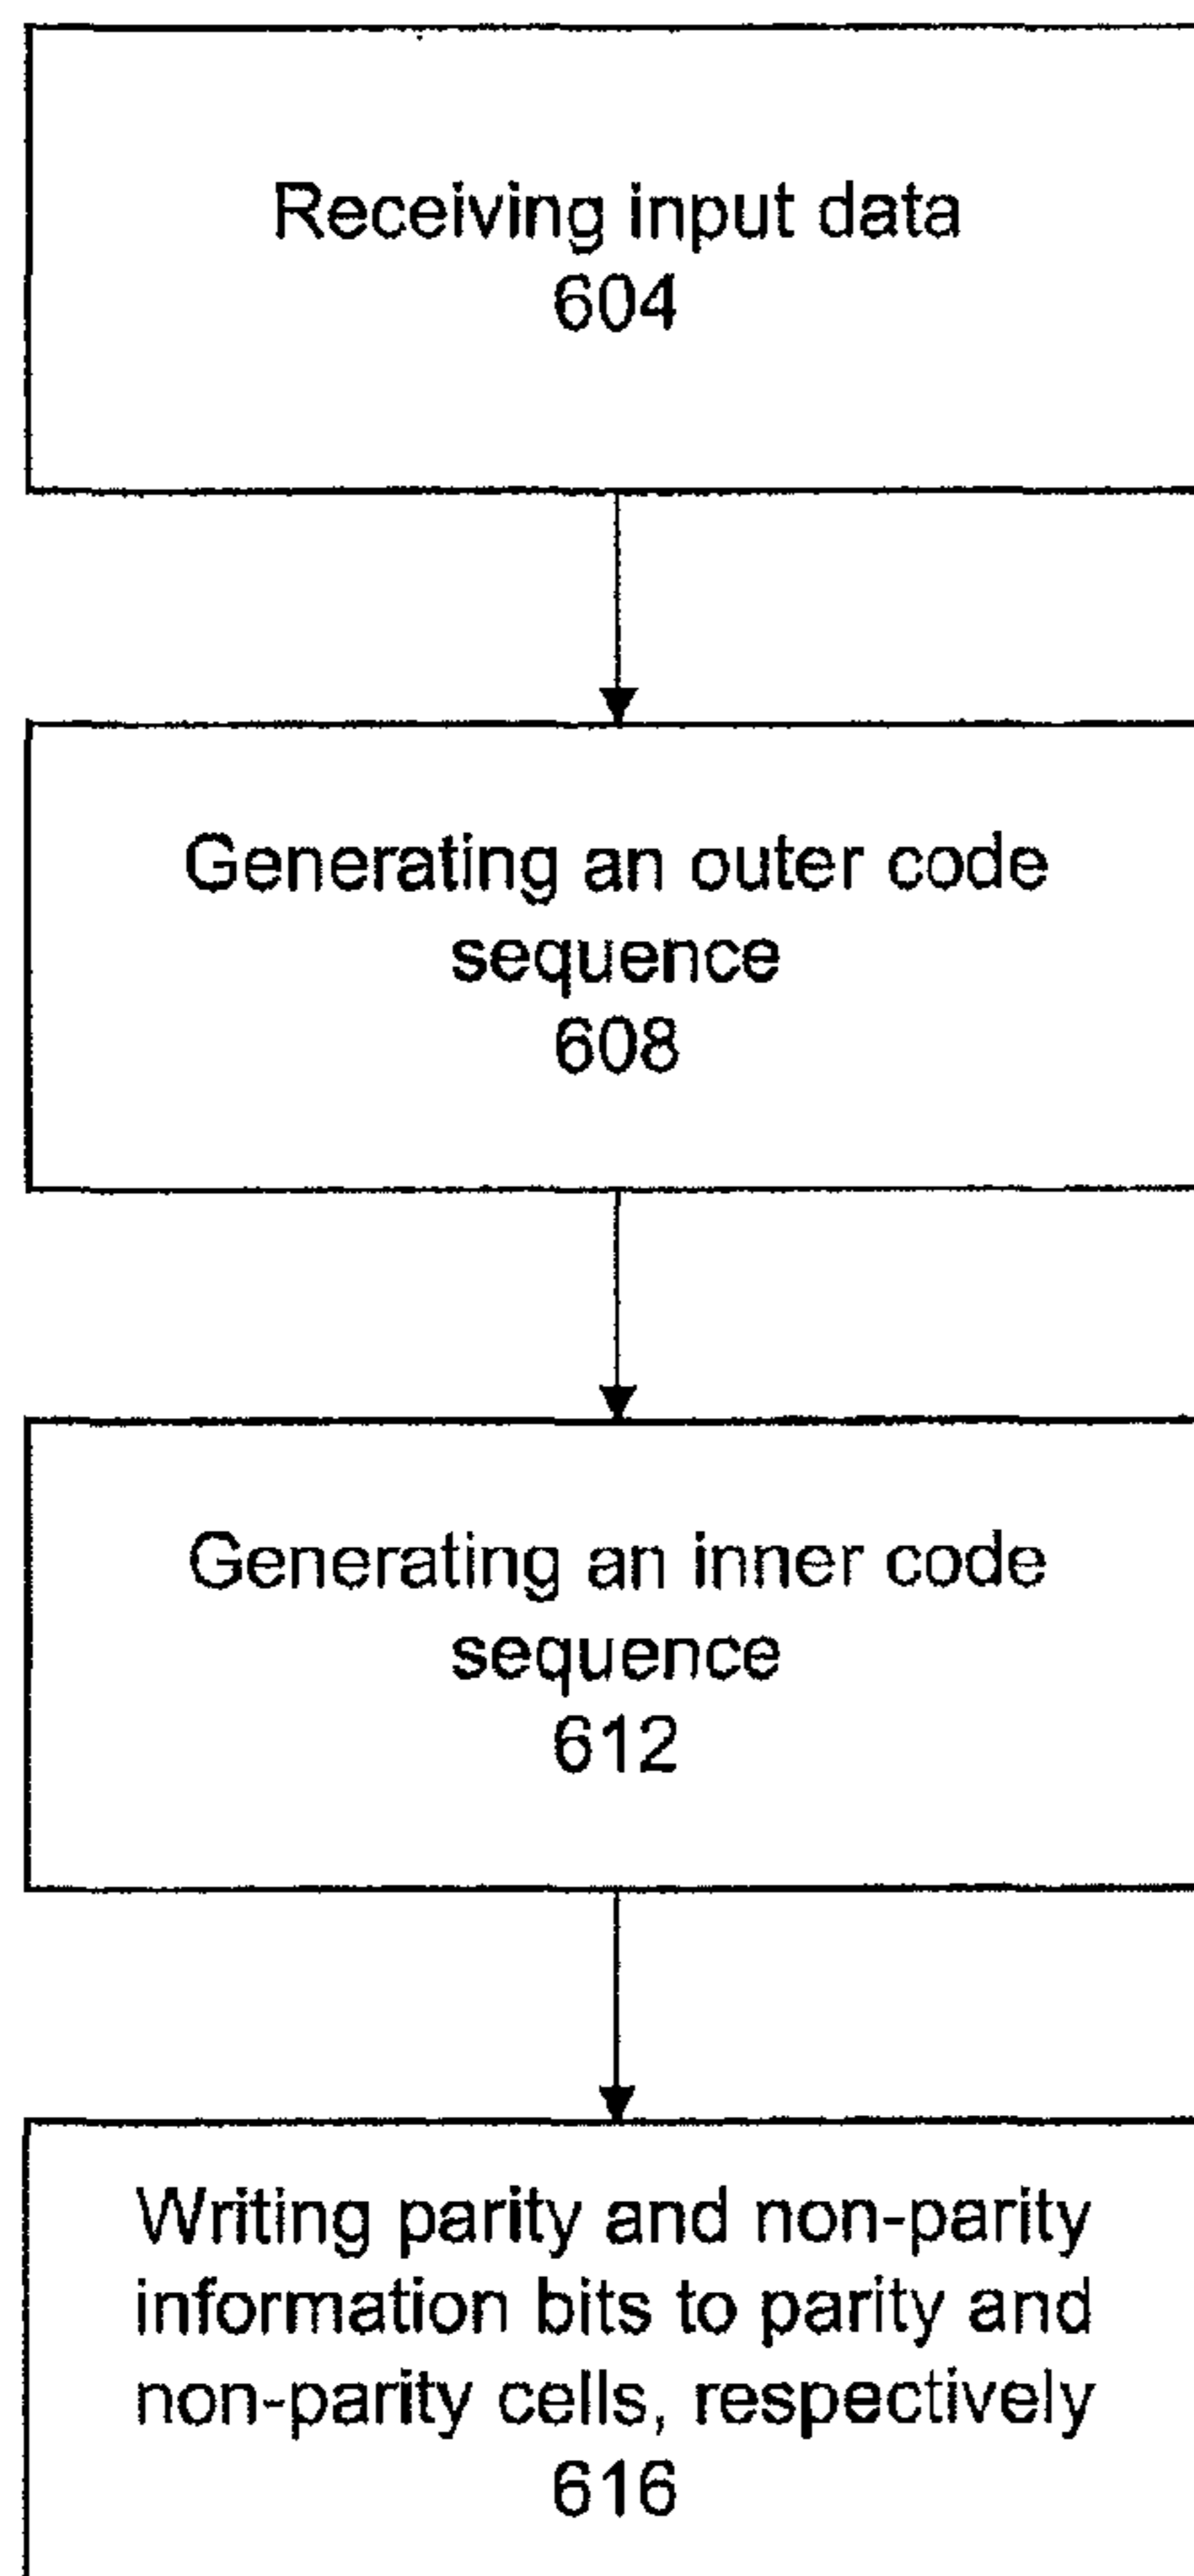 Receiving input data
604
Generating an outer code
sequence
608
Generating an inner code
sequence
612
Writing parity and non-parity
information bits to parity and
non-parity cells, respectively
616